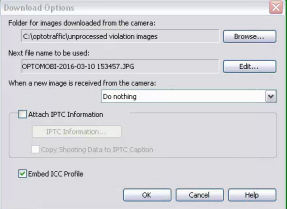 Download Options
Folder for images downloaded from the camera:
C:\optotraffic\unprocessed violation images
Browse...
Next file name to be used:
OPTOMOBI-2016-03-10 153457.JPG
Edit...
When a new image is received from the camera:
Do nothing
Attach IPTC Information
IPTC Information...
Copy Shooting Data to IPTC Caption
Embed ICC Profile
OK Cancel Help